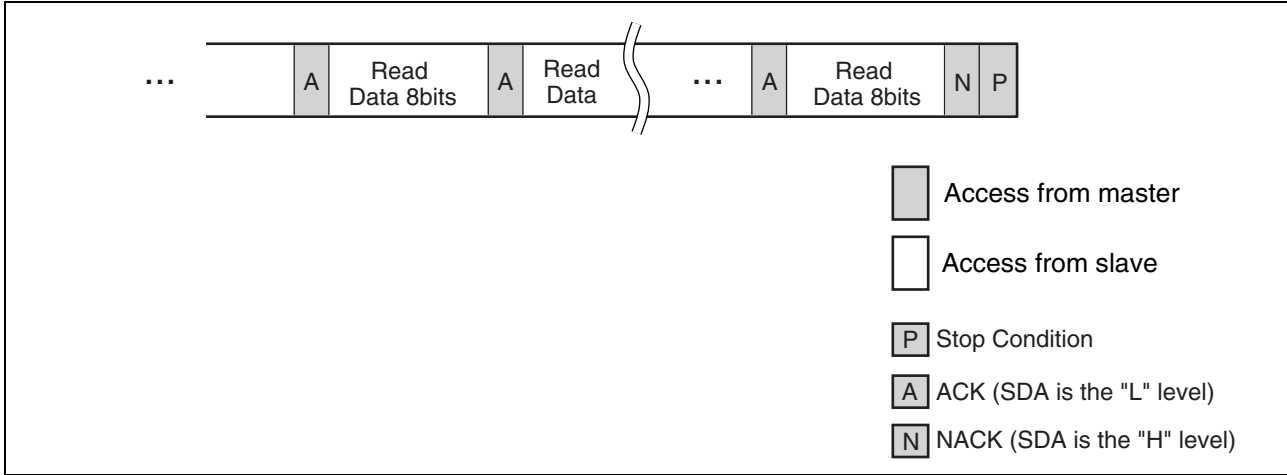 ... A Read Data 8bits A Read Data ... A Read Data 8bits N P
Access from master
Access from slave
P Stop Condition
A ACK (SDA is the "L" level)
N NACK (SDA is the "H" level)